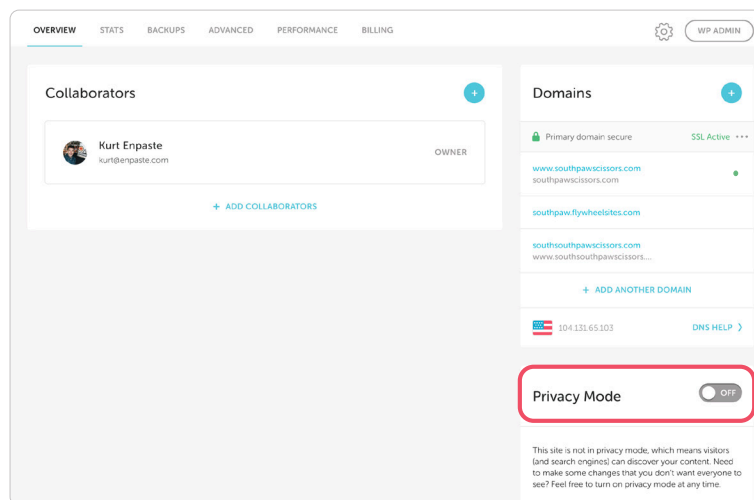 OVERVIEW STATS BACKUPS ADVANCED PERFORMANCE BILLING WP ADMIN
Collaborators
Kurt Enpaste
kurt@enpaste.com
OWNER
+ ADD COLLABORATORS
Domains
Primary domain secure SSL Active
www.southpawscissors.com
southpawscissors.com
southpaw.flywheelsites.com
southsouthpawscissors.com
www.southsouthpawscissors....
+ ADD ANOTHER DOMAIN
104.131.65.103 DNS HELP
Privacy Mode OFF
This site is not in privacy mode, which means visitors
(and search engines) can discover your content. Need
to make some changes that you don't want everyone to
see? Feel free to turn on privacy mode at any time.